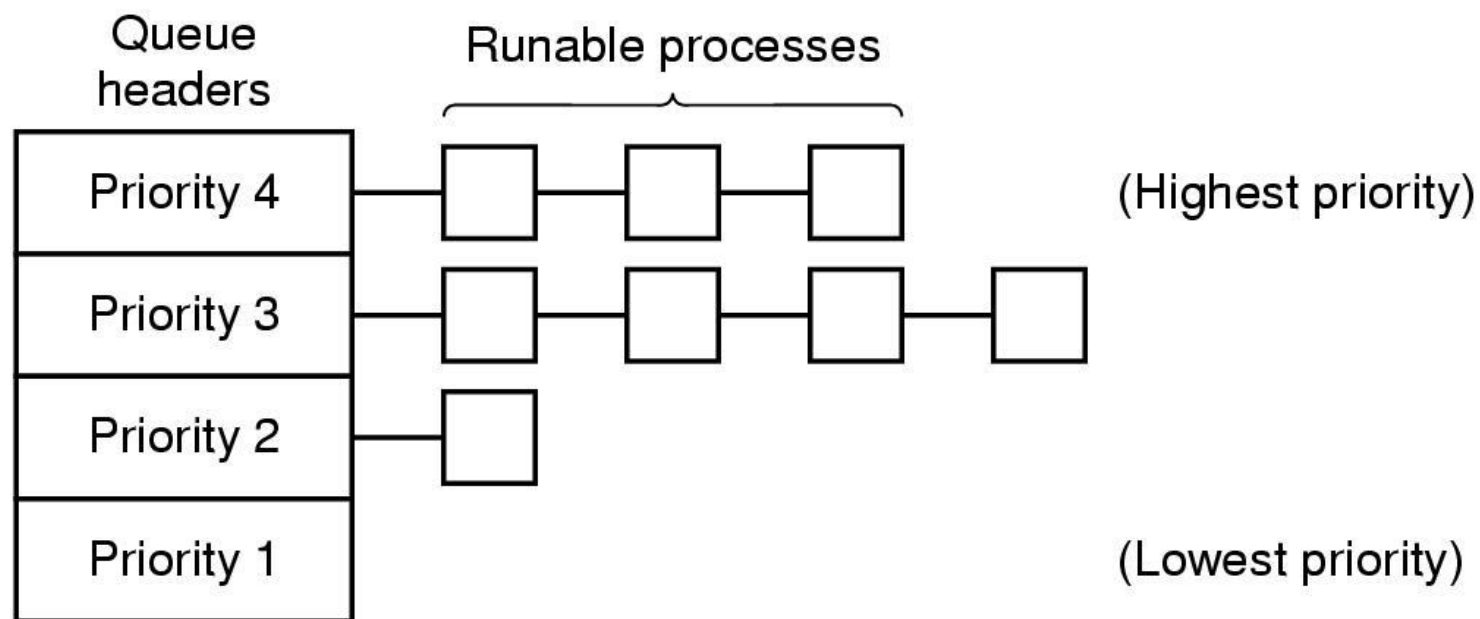 Queue
headers
Runable processes
Priority 4
(Highest priority)
Priority 3
Priority 2
Priority 1
(Lowest priority)